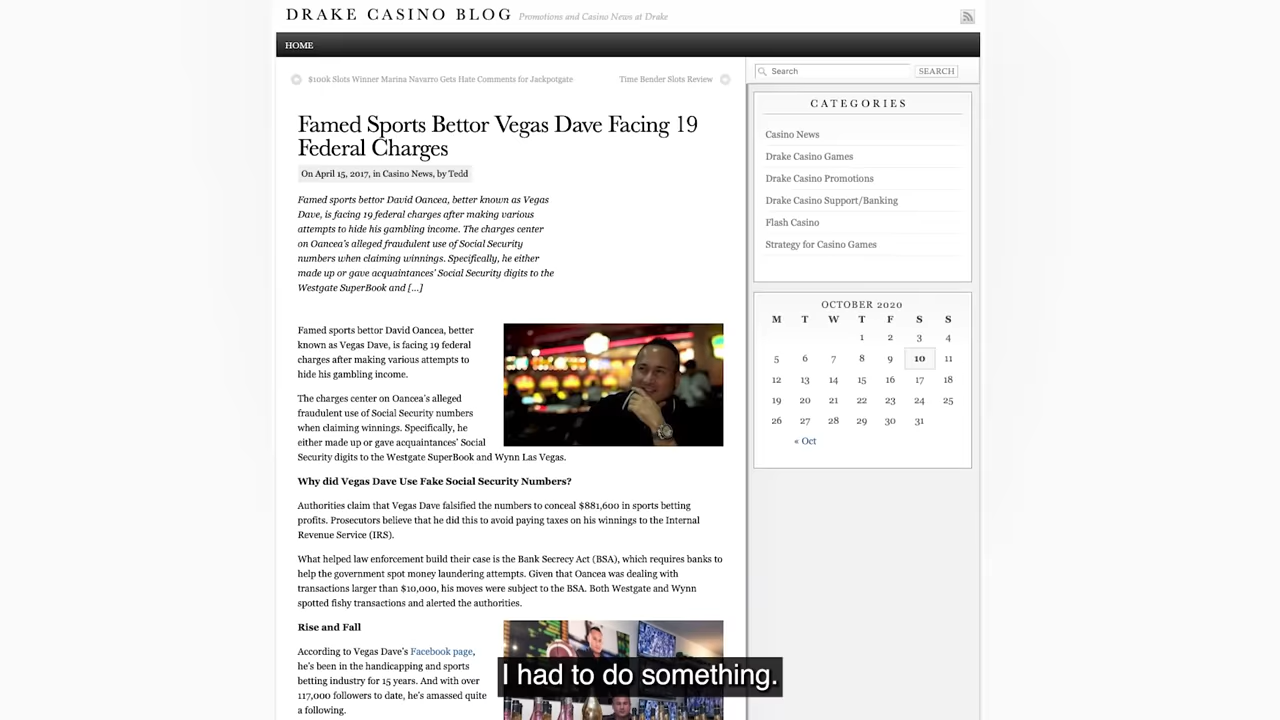 DRAKE CASINO BLOG Promotions and Casino News at Drake
HOME
$100k Slots Winner Marina Navarro Gets Hate Comments for Jackpotgate
Time Bender Slots Review
Famed Sports Bettor Vegas Dave Facing 19
Federal Charges
On April 15, 2017, in Casino News, by Tedd
Famed sports bettor David Oancea, better known as Vegas
Dave, is facing 19 federal charges after making various
attempts to hide his gambling income. The charges center
on Oancea's alleged fraudulent use of Social Security
numbers when claiming winnings. Specifically, he either
made up or gave acquaintances' Social Security digits to the
Westgate SuperBook and [...]
Famed sports bettor David Oancea, better
known as Vegas Dave, is facing 19 federal
charges after making various attempts to
hide his gambling income.
The charges center on Oancea's alleged
fraudulent use of Social Security numbers
when claiming winnings. Specifically, he
either made up or gave acquaintances' Social
Security digits to the Westgate SuperBook and Wynn Las Vegas.
Why did Vegas Dave Use Fake Social Security Numbers?
Authorities claim that Vegas Dave falsified the numbers to conceal $881,600 in sports betting
profits. Prosecutors believe that he did this to avoid paying taxes on his winnings to the Internal
Revenue Service (IRS).
What helped law enforcement build their case is the Bank Secrecy Act (BSA), which requires banks to
help the government spot money laundering attempts. Given that Oancea was dealing with
transactions larger than $10,000, his moves were subject to the BSA. Both Westgate and Wynn
spotted fishy transactions and alerted the authorities.
Rise and Fall
According to Vegas Dave's Facebook page,
he's been in the handicapping and sports
betting industry for 15 years. And with over
117,000 followers to date, he's amassed quite
a following.
I had to do something.
Search
SEARCH
CATEGORIES
Casino News
Drake Casino Games
Drake Casino Promotions
Drake Casino Support/Banking
Flash Casino
Strategy for Casino Games
OCTOBER 2020
M T W T F S S
1 2 3 4
5 6 7 8 9 10 11
12 13 14 15 16 17 18
19 20 21 22 23 24 25
26 27 28 29 30 31
« Oct